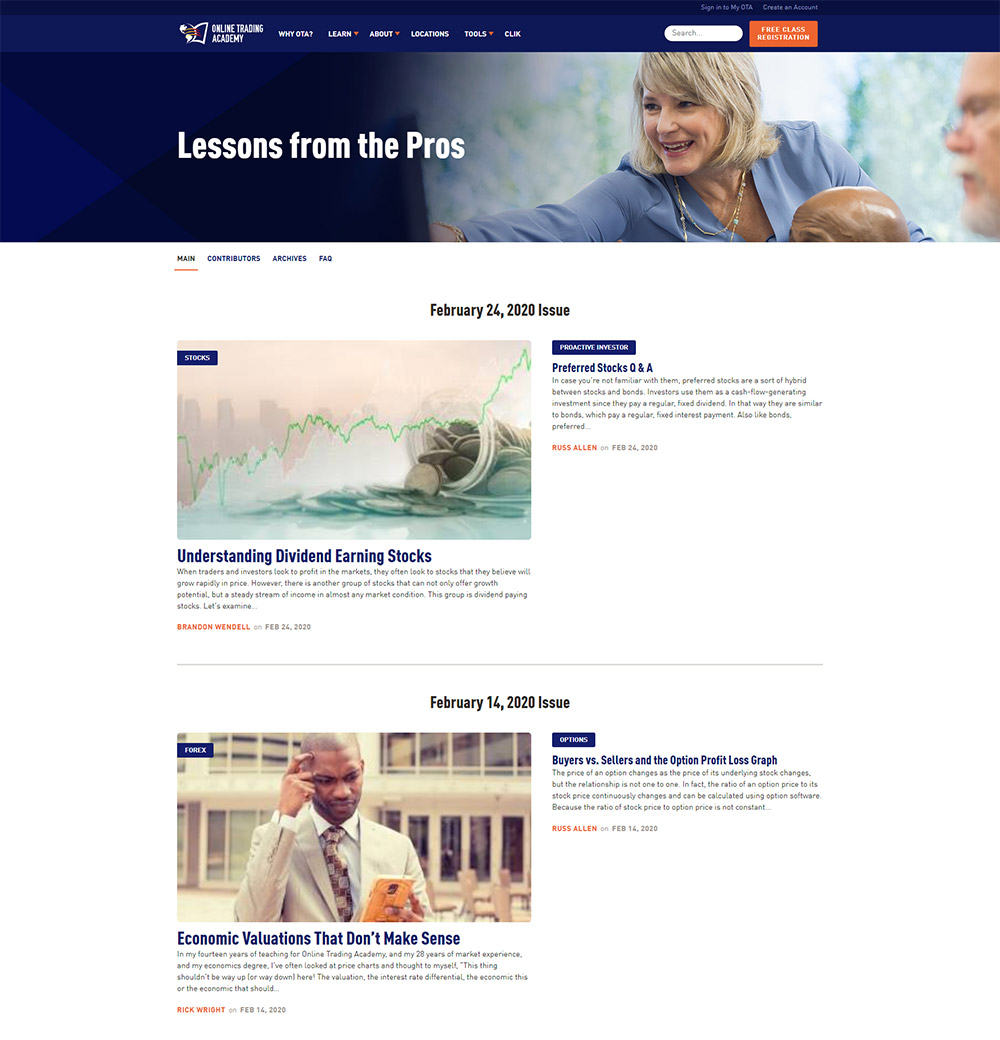 Sign in to My OTA Create an Account
ONLINE TRADING
ACADEMY
WHY OTA? LEARN ABOUT LOCATIONS TOOLS CLIK
Search...
FREE CLASS
REGISTRATION
Lessons from the Pros
MAIN CONTRIBUTORS ARCHIVES FAQ
February 24, 2020 Issue
STOCKS
Understanding Dividend Earning Stocks
When traders and investors look to profit in the markets, they often look to stocks that they believe will
grow rapidly in price. However, there is another group of stocks that can not only offer growth
potential, but a steady stream of income in almost any market condition. This group is dividend paying
stocks. Let's examine...
BRANDON WENDELL on FEB 24, 2020
PROACTIVE INVESTOR
Preferred Stocks Q & A
In case you're not familiar with them, preferred stocks are a sort of hybrid
between stocks and bonds. Investors use them as a cash-flow-generating
investment since they pay a regular, fixed dividend. In that way they are similar
to bonds, which pay a regular, fixed interest payment. Also like bonds,
preferred...
RUSS ALLEN on FEB 24, 2020
February 14, 2020 Issue
FOREX
Economic Valuations That Don't Make Sense
In my fourteen years of teaching for Online Trading Academy, and my 28 years of market experience,
and my economics degree, I've often looked at price charts and thought to myself, "This thing
shouldn't be way up (or way down) here! The valuation, the interest rate differential, the economic this
or the economic that should...
RICK WRIGHT on FEB 14, 2020
OPTIONS
Buyers vs. Sellers and the Option Profit Loss Graph
The price of an option changes as the price of its underlying stock changes,
but the relationship is not one to one. In fact, the ratio of an option price to its
stock price continuously changes and can be calculated using option software.
Because the ratio of stock price to option price is not constant...
RUSS ALLEN on FEB 14, 2020